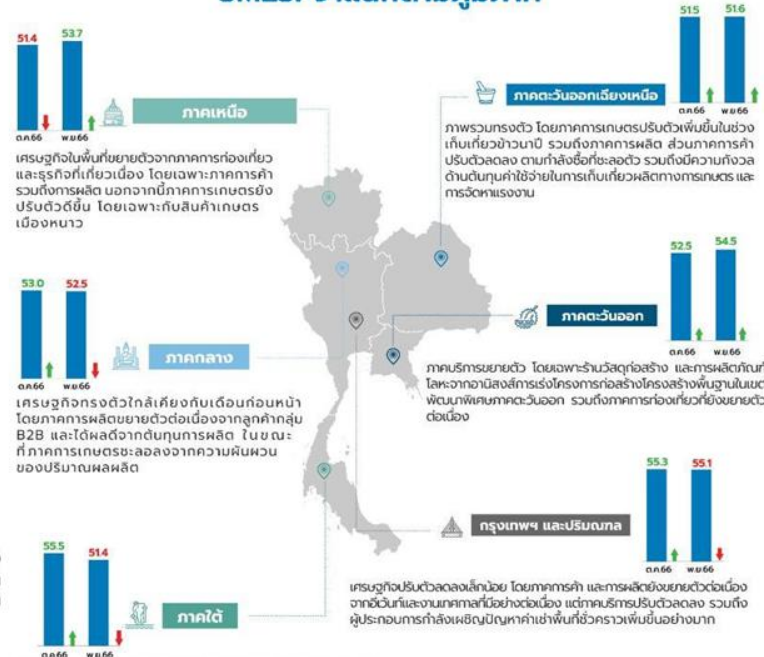 51.4
53.7
ต.ค.66
พ.ย.66
ภาคเหนือ
เศรษฐกิจในพื้นที่ขยายตัวจากภาคการท่องเที่ยว
และธุรกิจที่เกี่ยวเนื่อง โดยเฉพาะภาคการค้า
รวมถึงการผลิต นอกจากนี้ภาคการเกษตรยัง
ปรับตัวดีขึ้น โดยเฉพาะกับสินค้าเกษตร
เมืองหนาว
51.5
51.6
ต.ค.66
พ.ย.66
ภาคตะวันออกเฉียงเหนือ
ภาพรวมทรงตัว โดยภาคการเกษตรปรับตัวเพิ่มขึ้นในช่วง
เก็บเกี่ยวข้าวนาปี รวมถึงภาคการผลิต ส่วนภาคการค้า
ปรับตัวลดลง ตามกำลังซื้อที่ชะลอตัว รวมถึงมีความกังวล
ด้านต้นทุนค่าใช้จ่ายในการเก็บเกี่ยวผลิตทางการเกษตร และ
การจัดหาแรงงาน
53.0
52.5
ต.ค.66
พ.ย.66
ภาคกลาง
เศรษฐกิจทรงตัวใกล้เคียงกับเดือนก่อนหน้า
โดยภาคการผลิตขยายตัวต่อเนื่องจากลูกค้ากลุ่ม
B2B และได้ผลดีจากต้นทุนการผลิต ในขณะ
ที่ภาคการเกษตรชะลอลงจากความผันผวน
ของปริมาณผลผลิต
52.5
54.5
ต.ค.66
พ.ย.66
ภาคตะวันออก
ภาคบริการขยายตัว โดยเฉพาะร้านวัสดุก่อสร้าง และการผลิตภัณฑ์
โลหะจากอานิสงส์การเร่งโครงการก่อสร้างโครงสร้างพื้นฐานในเขต
พัฒนาพิเศษภาคตะวันออก รวมถึงภาคการท่องเที่ยวที่ยังขยายตัว
ต่อเนื่อง
55.3
55.1
ต.ค.66
พ.ย.66
กรุงเทพฯ และปริมณฑล
เศรษฐกิจปรับตัวลดลงเล็กน้อย โดยภาคการค้า และการผลิตยังขยายตัวต่อเนื่อง
จากอีเว้นท์และงานเทศกาลที่มีอย่างต่อเนื่อง แต่ภาคบริการปรับตัวลดลง รวมถึง
ผู้ประกอบการกำลังเผชิญปัญหาค่าเช่าพื้นที่ชั่วคราวเพิ่มขึ้นอย่างมาก
55.5
51.4
ต.ค.66
พ.ย.66
ภาคใต้